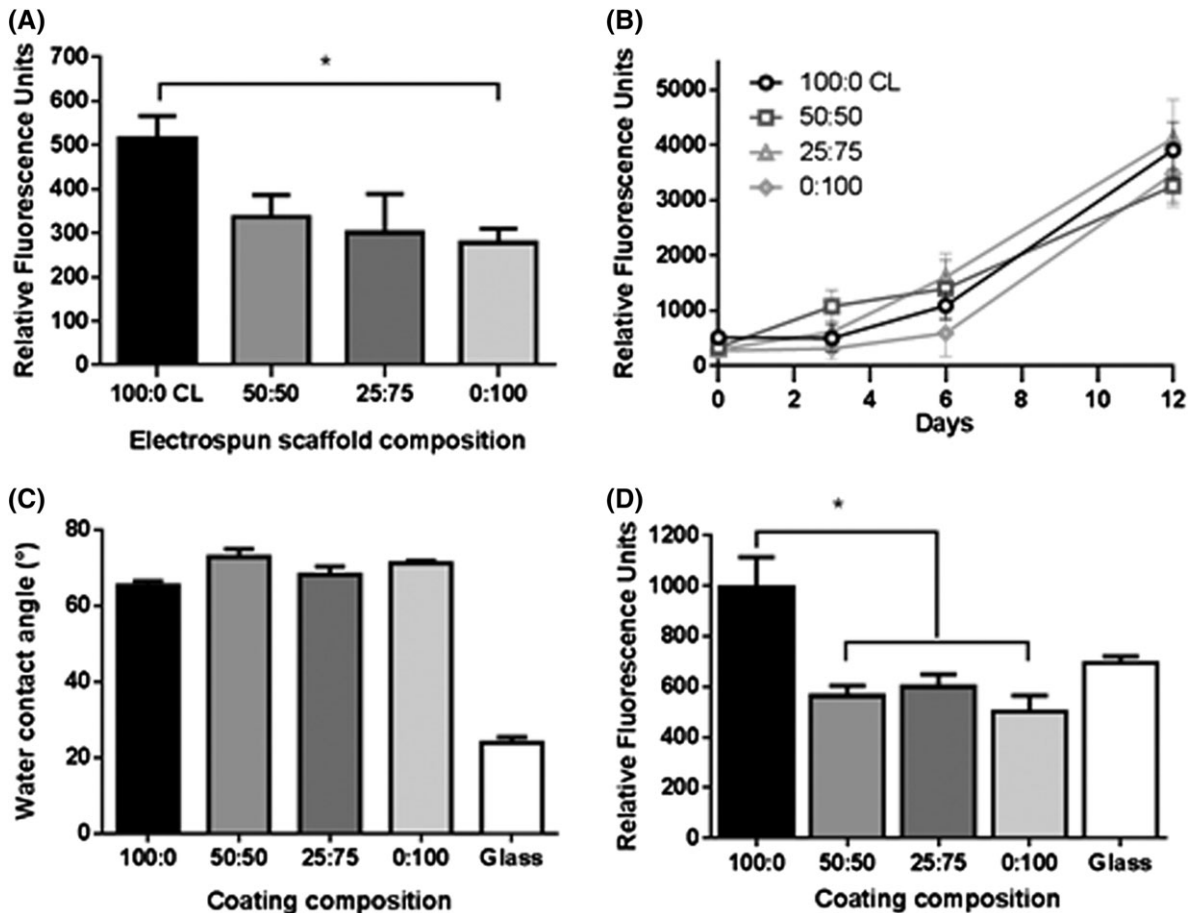 (A)
Relative Fluorescence Units
700
600
500
400
300
200
100
0
*
100:0 CL 50:50 25:75 0:100
Electrospun scaffold composition
(B)
Relative Fluorescence Units
5000
4000
3000
2000
1000
0
100:0 CL
50:50
25:75
0:100
0 2 4 6 8 10 12
Days
(C)
Water contact angle (°)
80
60
40
20
0
100:0 50:50 25:75 0:100 Glass
Coating composition
(D)
Relative Fluorescence Units
1200
1000
800
600
400
200
0
*
100:0 50:50 25:75 0:100 Glass
Coating composition